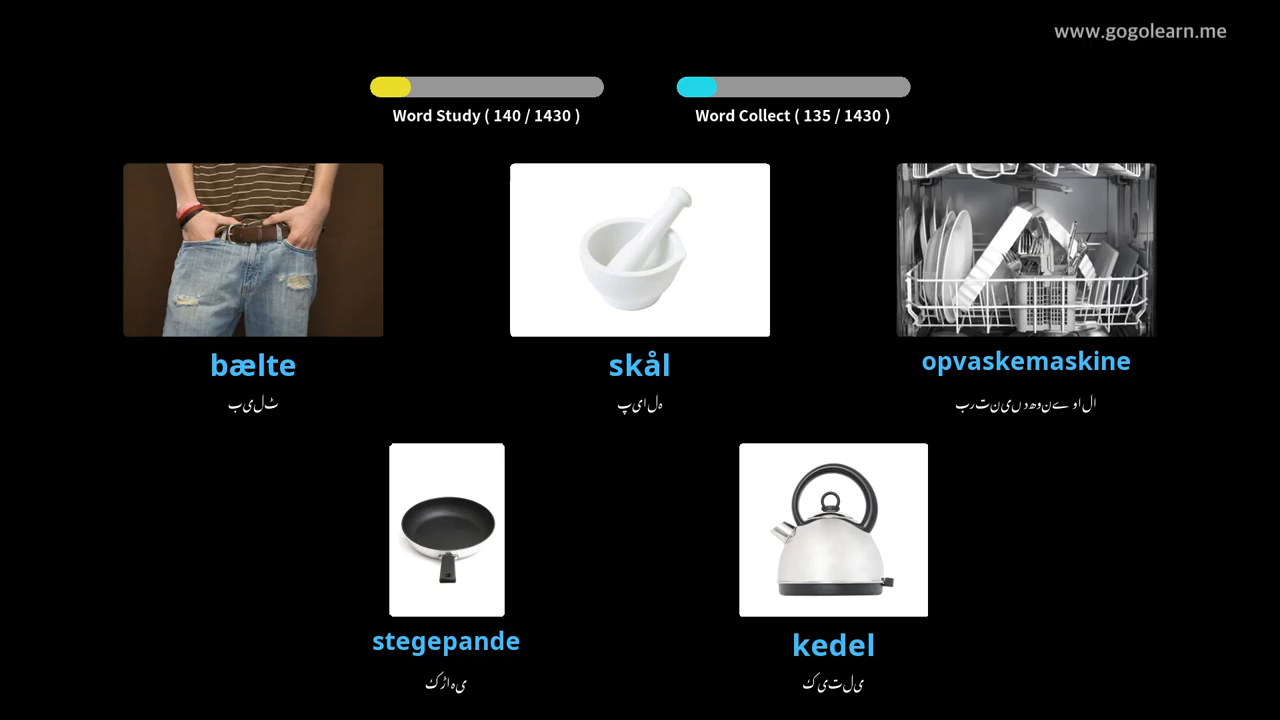 www.gogolearn.me
Word Study ( 140 / 1430 )
Word Collect ( 135 / 1430 )
bælte
بیلٹ
skål
پیالہ
opvaskemaskine
برتنیں دھونے والا
stegepande
کڑاہی
kedel
کیتلی